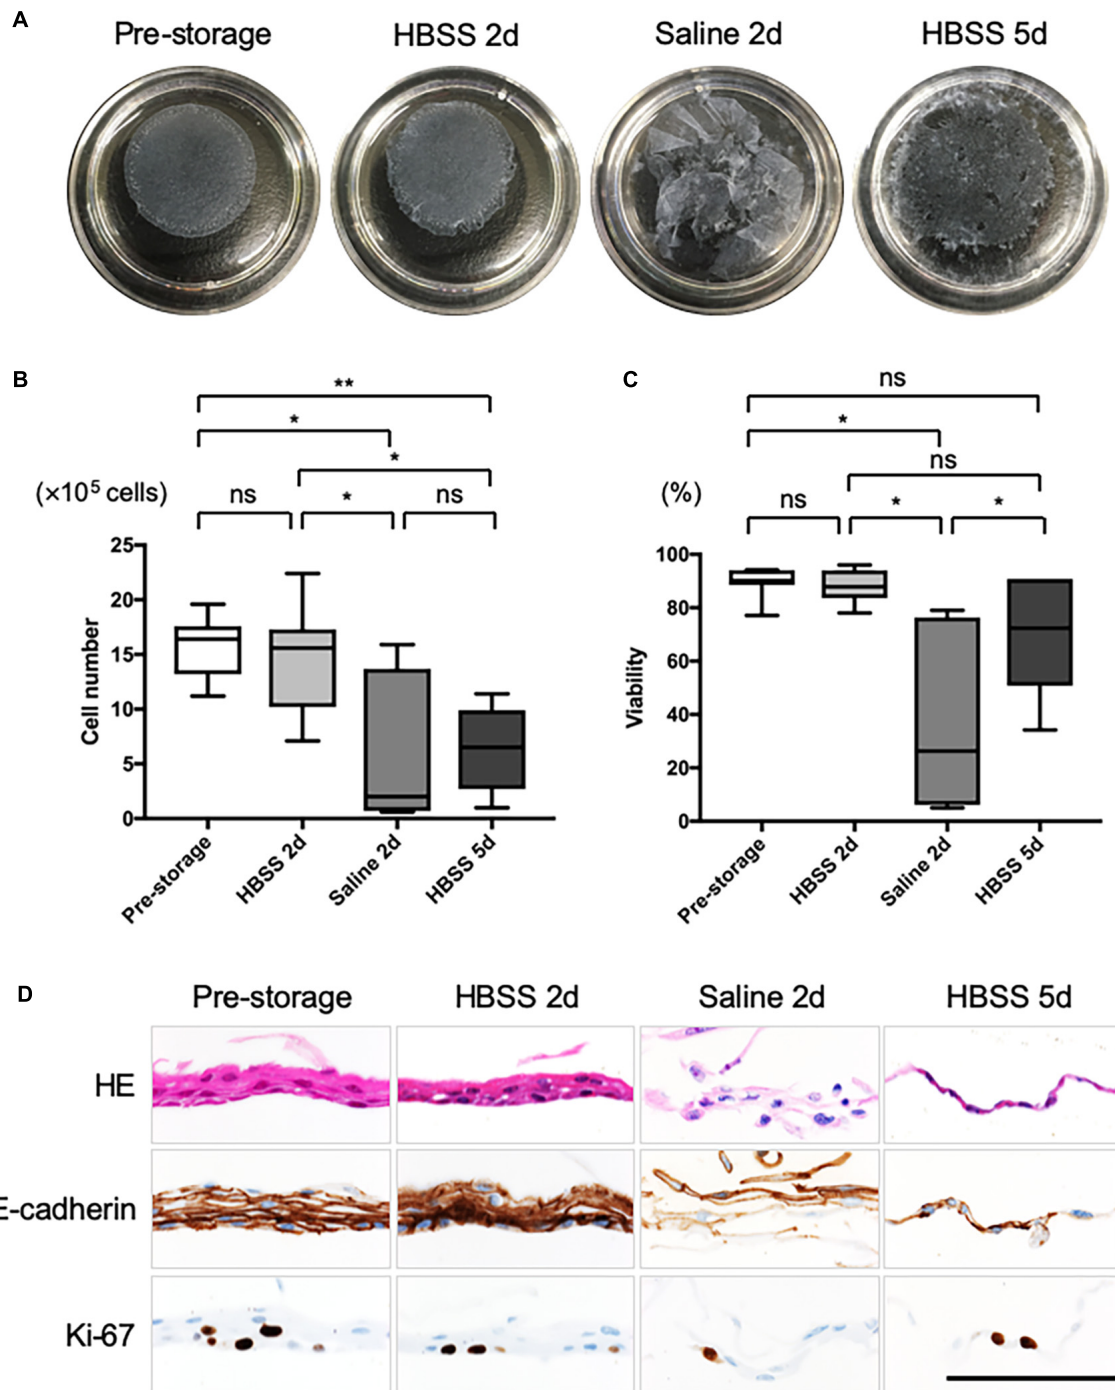 A
Pre-storage HBSS 2d Saline 2d HBSS 5d
B
**
*
*
(×10⁵ cells) ns * ns
25
20
15
10
5
0
Cell number
Pre-storage HBSS 2d Saline 2d HBSS 5d
C
ns
*
ns
(%) ns * *
100
80
60
40
20
0
Viability
Pre-storage HBSS 2d Saline 2d HBSS 5d
D
Pre-storage HBSS 2d Saline 2d HBSS 5d
HE
E-cadherin
Ki-67